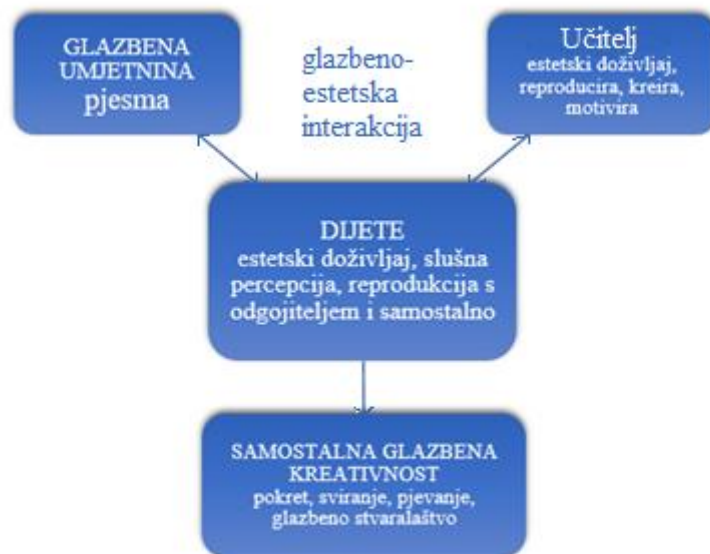 GLAZBENA
UMJETNINA
pjesma
glazbeno-
estetska
interakcija
Učitelj
estetski doživljaj,
reproducira, kreira,
motivira
DIJETE
estetski doživljaj, slušna
percepcija, reprodukcija s
odgojiteljem i samostalno
SAMOSTALNA GLAZBENA
KREATIVNOST
pokret, sviranje, pjevanje,
glazbeno stvaralaštvo